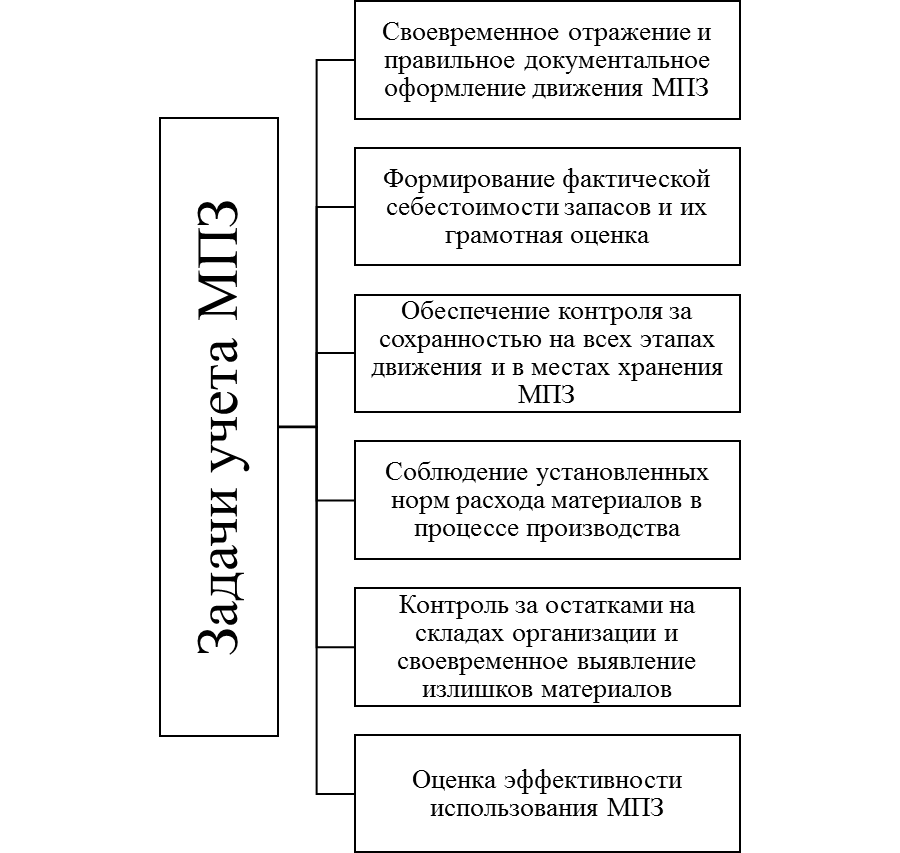 Задачи учета МПЗ
Своевременное отражение и
правильное документальное
оформление движения МПЗ
Формирование фактической
себестоимости запасов и их
грамотная оценка
Обеспечение контроля за
сохранностью на всех этапах
движения и в местах хранения
МПЗ
Соблюдение установленных
норм расхода материалов в
процессе производства
Контроль за остатками на
складах организации и
своевременное выявление
излишков материалов
Оценка эффективности
использования МПЗ